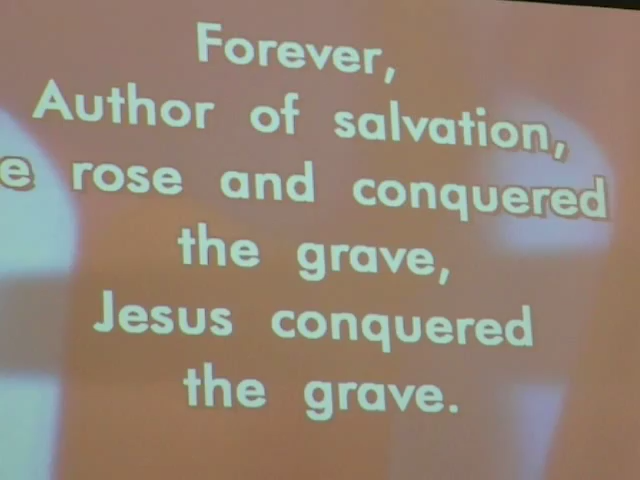 Forever,
Author of salvation,
e rose and conquered
the grave,
Jesus conquered
the grave.